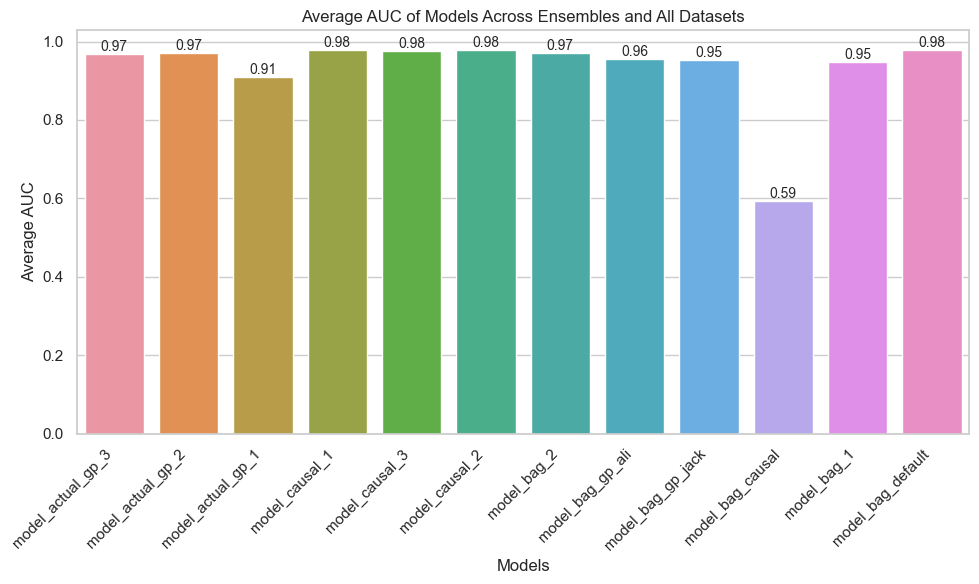 Average AUC of Models Across Ensembles and All Datasets
Average AUC
1.0
0.8
0.6
0.4
0.2
0.0
0.97
0.97
0.91
0.98
0.98
0.98
0.97
0.96
0.95
0.59
0.95
0.98
model_actual_gp_3
model_actual_gp_2
model_actual_gp_1
model_causal_1
model_causal_3
model_causal_2
model_bag_2
model_bag_gp_ali
model_bag_gp_jack
model_bag_causal
model_bag_1
model_bag_default
Models